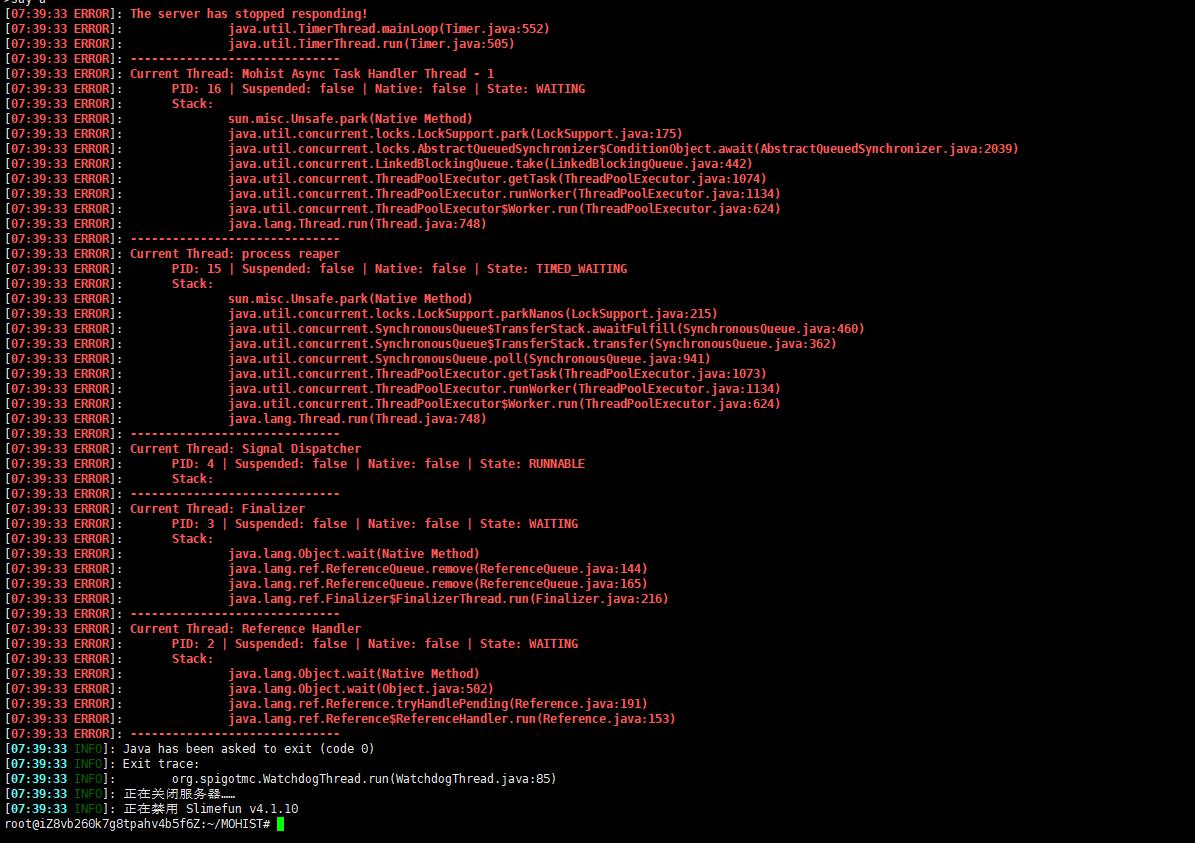 >say a
[07:39:33 ERROR]: The server has stopped responding!
[07:39:33 ERROR]: java.util.TimerThread.mainLoop(Timer.java:552)
[07:39:33 ERROR]: java.util.TimerThread.run(Timer.java:505)
[07:39:33 ERROR]: ------------------------------
[07:39:33 ERROR]: Current Thread: Mohist Async Task Handler Thread - 1
[07:39:33 ERROR]: PID: 16 | Suspended: false | Native: false | State: WAITING
[07:39:33 ERROR]: Stack:
[07:39:33 ERROR]: sun.misc.Unsafe.park(Native Method)
[07:39:33 ERROR]: java.util.concurrent.locks.LockSupport.park(LockSupport.java:175)
[07:39:33 ERROR]: java.util.concurrent.locks.AbstractQueuedSynchronizer$ConditionObject.await(AbstractQueuedSynchronizer.java:2039)
[07:39:33 ERROR]: java.util.concurrent.LinkedBlockingQueue.take(LinkedBlockingQueue.java:442)
[07:39:33 ERROR]: java.util.concurrent.ThreadPoolExecutor.getTask(ThreadPoolExecutor.java:1074)
[07:39:33 ERROR]: java.util.concurrent.ThreadPoolExecutor.runWorker(ThreadPoolExecutor.java:1134)
[07:39:33 ERROR]: java.util.concurrent.ThreadPoolExecutor$Worker.run(ThreadPoolExecutor.java:624)
[07:39:33 ERROR]: java.lang.Thread.run(Thread.java:748)
[07:39:33 ERROR]: ------------------------------
[07:39:33 ERROR]: Current Thread: process reaper
[07:39:33 ERROR]: PID: 15 | Suspended: false | Native: false | State: TIMED_WAITING
[07:39:33 ERROR]: Stack:
[07:39:33 ERROR]: sun.misc.Unsafe.park(Native Method)
[07:39:33 ERROR]: java.util.concurrent.locks.LockSupport.parkNanos(LockSupport.java:215)
[07:39:33 ERROR]: java.util.concurrent.SynchronousQueue$TransferStack.awaitFulfill(SynchronousQueue.java:460)
[07:39:33 ERROR]: java.util.concurrent.SynchronousQueue$TransferStack.transfer(SynchronousQueue.java:362)
[07:39:33 ERROR]: java.util.concurrent.SynchronousQueue.poll(SynchronousQueue.java:941)
[07:39:33 ERROR]: java.util.concurrent.ThreadPoolExecutor.getTask(ThreadPoolExecutor.java:1073)
[07:39:33 ERROR]: java.util.concurrent.ThreadPoolExecutor.runWorker(ThreadPoolExecutor.java:1134)
[07:39:33 ERROR]: java.util.concurrent.ThreadPoolExecutor$Worker.run(ThreadPoolExecutor.java:624)
[07:39:33 ERROR]: java.lang.Thread.run(Thread.java:748)
[07:39:33 ERROR]: ------------------------------
[07:39:33 ERROR]: Current Thread: Signal Dispatcher
[07:39:33 ERROR]: PID: 4 | Suspended: false | Native: false | State: RUNNABLE
[07:39:33 ERROR]: Stack:
[07:39:33 ERROR]: ------------------------------
[07:39:33 ERROR]: Current Thread: Finalizer
[07:39:33 ERROR]: PID: 3 | Suspended: false | Native: false | State: WAITING
[07:39:33 ERROR]: Stack:
[07:39:33 ERROR]: java.lang.Object.wait(Native Method)
[07:39:33 ERROR]: java.lang.ref.ReferenceQueue.remove(ReferenceQueue.java:144)
[07:39:33 ERROR]: java.lang.ref.ReferenceQueue.remove(ReferenceQueue.java:165)
[07:39:33 ERROR]: java.lang.ref.Finalizer$FinalizerThread.run(Finalizer.java:216)
[07:39:33 ERROR]: ------------------------------
[07:39:33 ERROR]: Current Thread: Reference Handler
[07:39:33 ERROR]: PID: 2 | Suspended: false | Native: false | State: WAITING
[07:39:33 ERROR]: Stack:
[07:39:33 ERROR]: java.lang.Object.wait(Native Method)
[07:39:33 ERROR]: java.lang.Object.wait(Object.java:502)
[07:39:33 ERROR]: java.lang.ref.Reference.tryHandlePending(Reference.java:191)
[07:39:33 ERROR]: java.lang.ref.Reference$ReferenceHandler.run(Reference.java:153)
[07:39:33 ERROR]: ------------------------------
[07:39:33 INFO]: Java has been asked to exit (code 0)
[07:39:33 INFO]: Exit trace:
[07:39:33 INFO]: org.spigotmc.WatchdogThread.run(WatchdogThread.java:85)
[07:39:33 INFO]: 正在关闭服务器……
[07:39:33 INFO]: 正在禁用 Slimefun v4.1.10
root@iZ8vb260k7g8tpahv4b5f6Z:~/MOHIST#